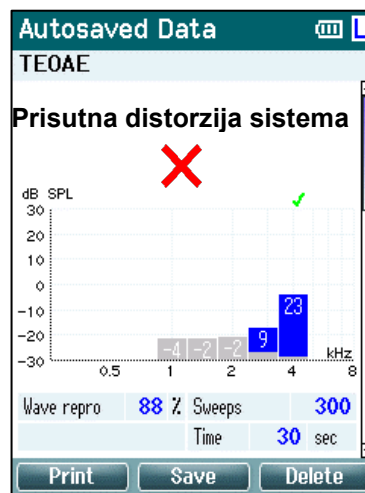 Autosaved Data L
TEOAE
Prisutna distorzija sistema
dB SPL
30
20
10
0
-10
-20
-30
-4 -2 -2 9 23
kHz
0.5 1 2 4 8
Wave repro 88 % Sweeps 300
Time 30 sec
Print Save Delete